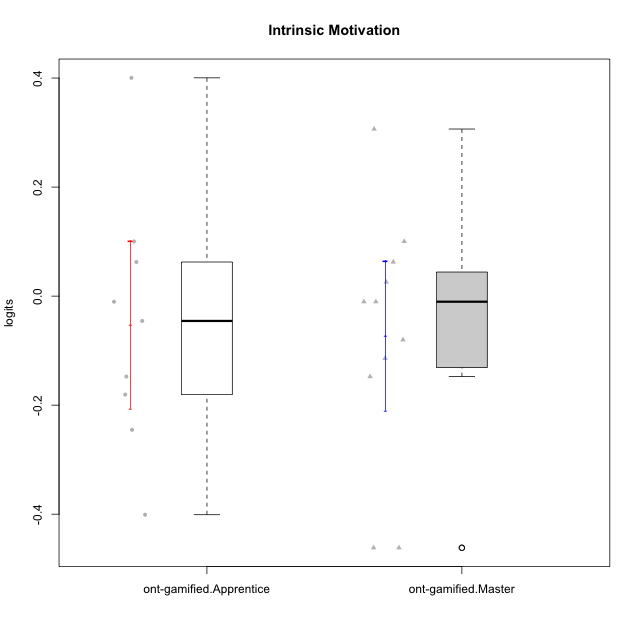 Intrinsic Motivation
logits
0.4
0.2
0.0
-0.2
-0.4
ont-gamified.Apprentice
ont-gamified.Master